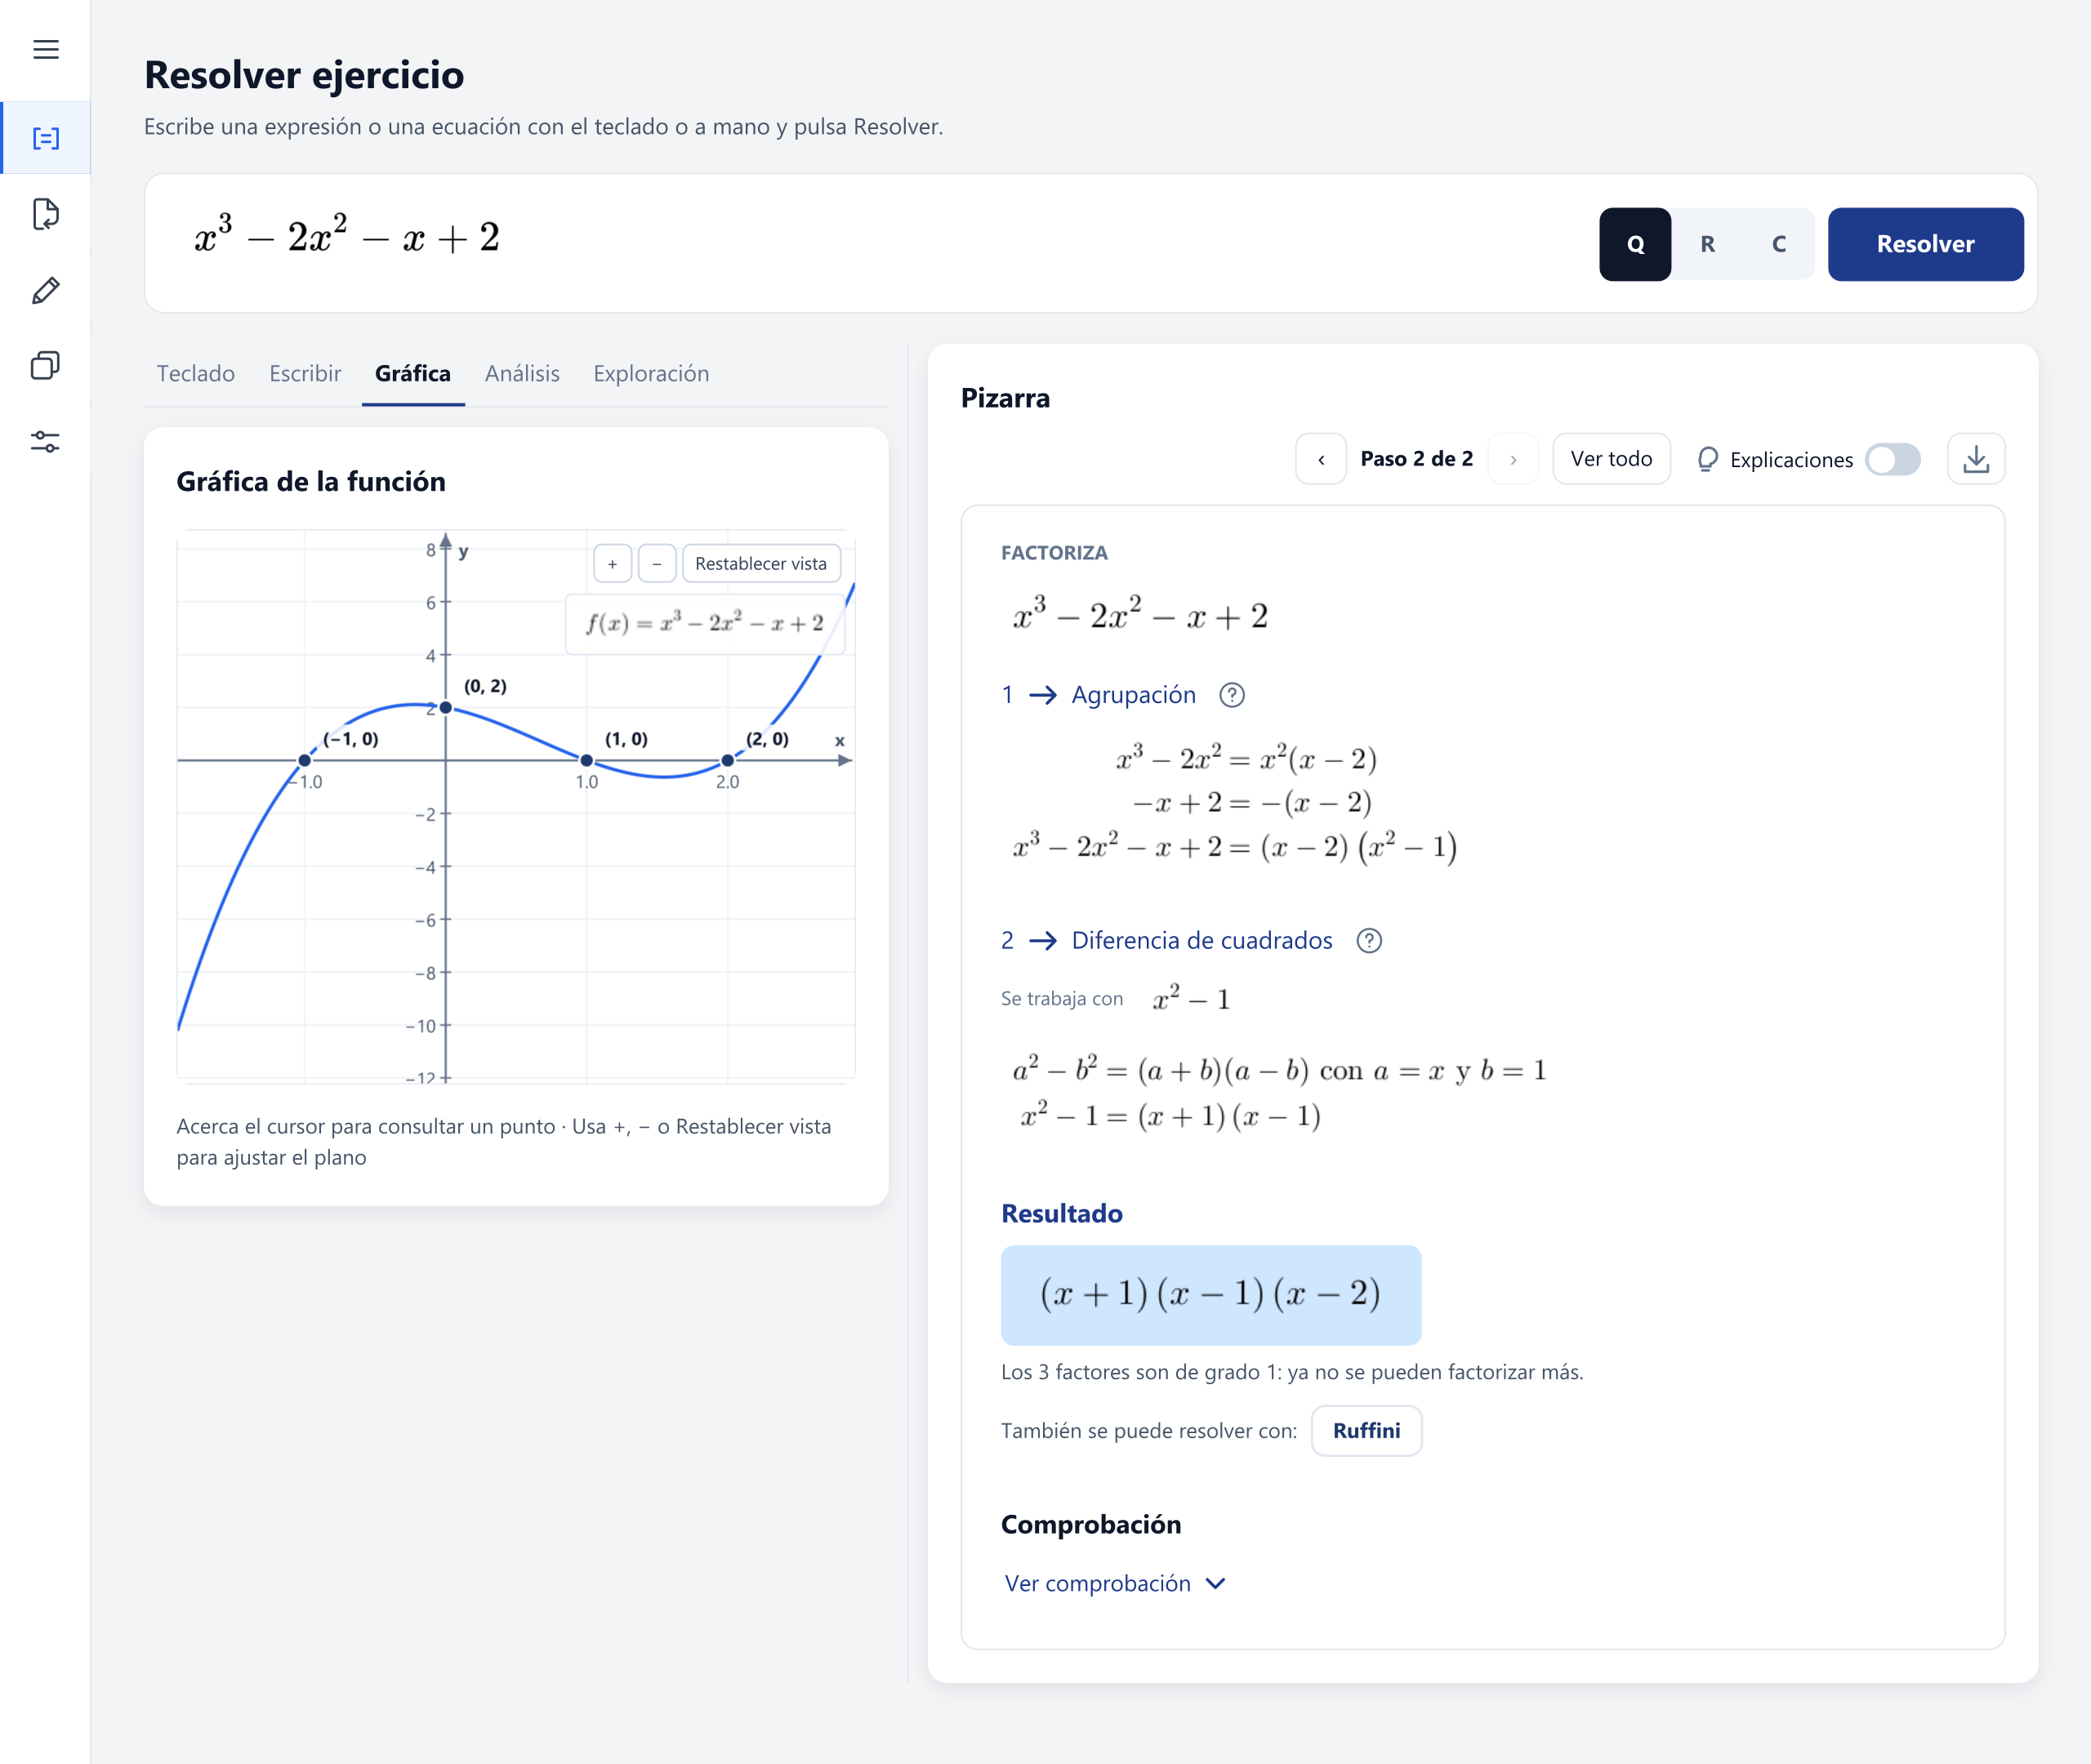 Resolver ejercicio
Escribe una expresión o una ecuación con el teclado o a mano y pulsa Resolver.
x³ − 2x² − x + 2
Q R C Resolver
Teclado Escribir Gráfica Análisis Exploración
Gráfica de la función
+ − Restablecer vista
f(x) = x³ − 2x² − x + 2
y
8
6
4
2
(0, 2)
(−1, 0) (1, 0) (2, 0) x
−1.0 1.0 2.0
−2
−4
−6
−8
−10
−12
Acerca el cursor para consultar un punto · Usa +, − o Restablecer vista
para ajustar el plano
Pizarra
‹ Paso 2 de 2 › Ver todo Explicaciones
FACTORIZA
x³ − 2x² − x + 2
1 → Agrupación ?
x³ − 2x² = x²(x − 2)
−x + 2 = −(x − 2)
x³ − 2x² − x + 2 = (x − 2) (x² − 1)
2 → Diferencia de cuadrados ?
Se trabaja con x² − 1
a² − b² = (a + b)(a − b) con a = x y b = 1
x² − 1 = (x + 1) (x − 1)
Resultado
(x + 1) (x − 1) (x − 2)
Los 3 factores son de grado 1: ya no se pueden factorizar más.
También se puede resolver con: Ruffini
Comprobación
Ver comprobación